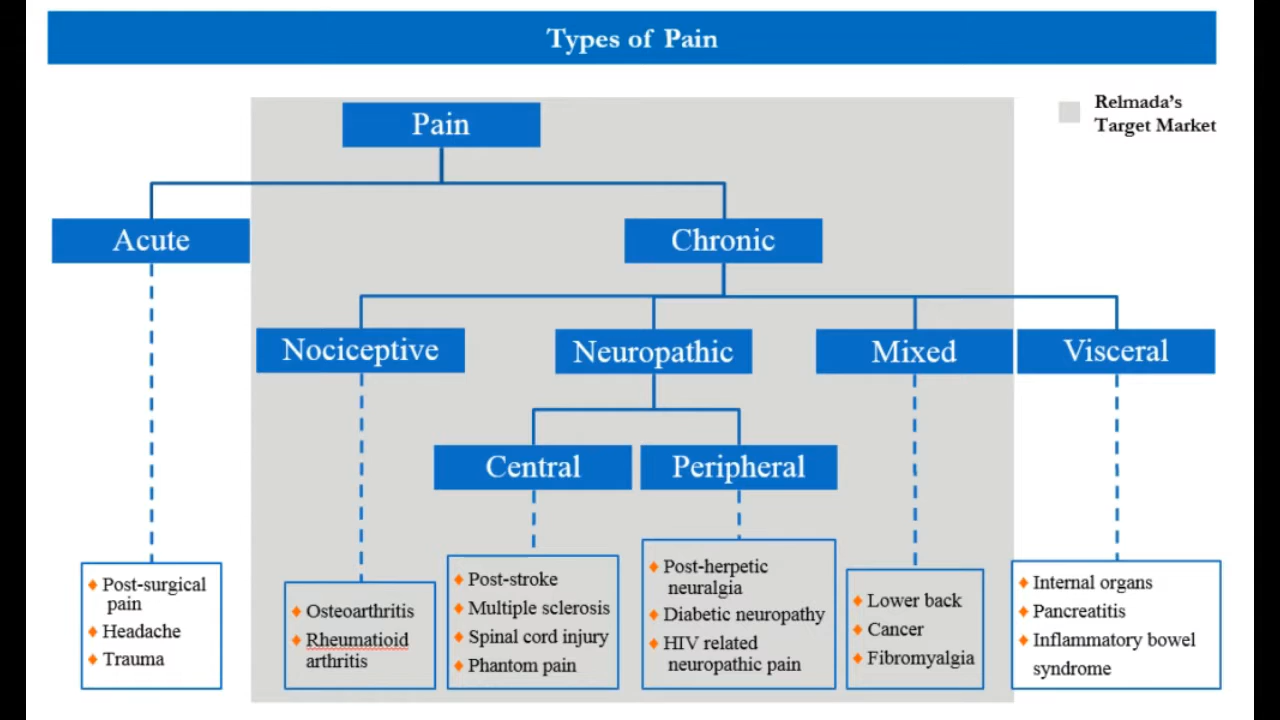 Types of Pain
Relmada's
Target Market
Pain
Acute
Chronic
Nociceptive
Neuropathic
Mixed
Visceral
Central
Peripheral
Post-surgical
pain
Headache
Trauma
Osteoarthritis
Rheumatioid
arthritis
Post-stroke
Multiple sclerosis
Spinal cord injury
Phantom pain
Post-herpetic
neuralgia
Diabetic neuropathy
HIV related
neuropathic pain
Lower back
Cancer
Fibromyalgia
Internal organs
Pancreatitis
Inflammatory bowel
syndrome